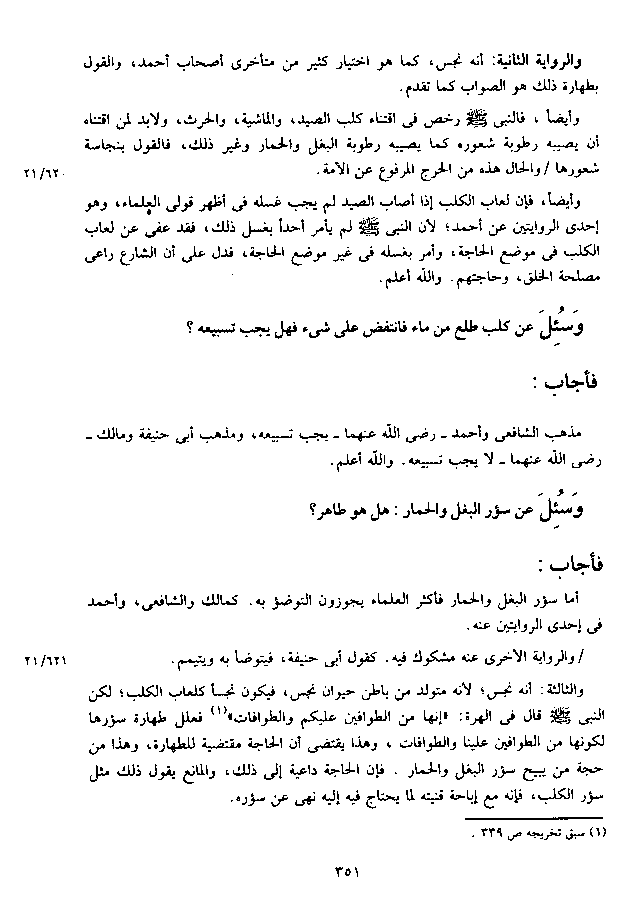 والرواية الثانية: أنه نجس، كما هو اختيار كثير من متأخرى أصحاب أحمد، والقول
بطهارة ذلك هو الصواب كما تقدم.
وأيضاً، فالنبى ﷺ رخص فى اقتناء كلب الصيد، والماشية، والحرث، ولابد لمن اقتناه
أن يصيبه رطوبة شعوره كما يصيبه رطوبة البغل والحمار وغير ذلك، فالقول بنجاسة
شعورها / والحال هذه من الحرج المرفوع عن الأمة.
٢١/٦٢٠
وأيضاً، فإن لعاب الكلب إذا أصاب الصيد لم يجب غسله فى أظهر قولى العلماء، وهو
إحدى الروايتين عن أحمد؛ لأن النبى ﷺ لم يأمر أحداً بغسل ذلك، فقد عفى عن لعاب
الكلب فى موضع الحاجة، وأمر بغسله فى غير موضع الحاجة، فدل على أن الشارع راعى
مصلحة الخلق، وحاجتهم. والله أعلم.
وَسُئِلَ عن كلب طلع من ماء فانتفض على شىء فهل يجب تسبيعه ؟
فأجاب :
مذهب الشافعى وأحمد ـ رضى الله عنهما ـ يجب تسبيعه، ومذهب أبى حنيفة ومالك ـ
رضى الله عنهما ـ لا يجب تسبيعه. والله أعلم.
وَسُئِلَ عن سؤر البغل والحمار : هل هو طاهر؟
فأجاب :
أما سؤر البغل والحمار فأكثر العلماء يجوزون التوضؤ به. كمالك والشافعى، وأحمد
فى إحدى الروايتين عنه.
/ والرواية الأخرى عنه مشكوك فيه. كقول أبى حنيفة، فيتوضأ به ويتيمم.
٢١/٦٢١
والثالثة: أنه نجس؛ لأنه متولد من باطن حيوان نجس، فيكون نجساً كلعاب الكلب؛ لكن
النبى ﷺ قال فى الهرة: «إنها من الطوافين عليكم والطوافات»(١) فعلل طهارة سؤرها
لكونها من الطوافين علينا والطوافات ، وهذا يقتضى أن الحاجة مقتضية للطهارة، وهذا من
حجة من يبيح سؤر البغل والحمار . فإن الحاجة داعية إلى ذلك، والمانع يقول ذلك مثل
سؤر الكلب، فإنه مع إباحة قنيته لما يحتاج فيه إليه نهى عن سؤره.
(١) سبق تخريجه ص ٣٣٩ .
٣٥١